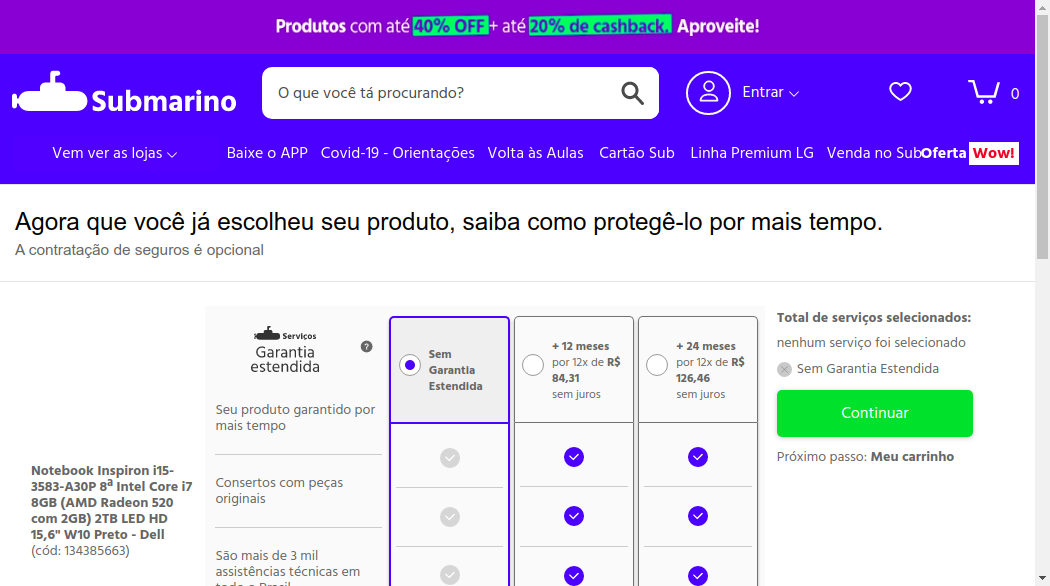 Produtos com até 40% OFF + até 20% de cashback. Aproveite!
Submarino
O que você tá procurando?
Entrar
0
Vem ver as lojas
Baixe o APP
Covid-19 - Orientações
Volta às Aulas
Cartão Sub
Linha Premium LG
Venda no Sub
Oferta Wow!
Agora que você já escolheu seu produto, saiba como protegê-lo por mais tempo.
A contratação de seguros é opcional
Notebook Inspiron i15-
3583-A30P 8ª Intel Core i7
8GB (AMD Radeon 520
com 2GB) 2TB LED HD
15,6" W10 Preto - Dell
(cód: 134385663)
Serviços
Garantia
estendida
?
Seu produto garantido por
mais tempo
Consertos com peças
originais
São mais de 3 mil
assistências técnicas em
todo o Brasil
Sem
Garantia
Estendida
+ 12 meses
por 12x de R$
84,31
sem juros
+ 24 meses
por 12x de R$
126,46
sem juros
Total de serviços selecionados:
nenhum serviço foi selecionado
Sem Garantia Estendida
Continuar
Próximo passo: Meu carrinho